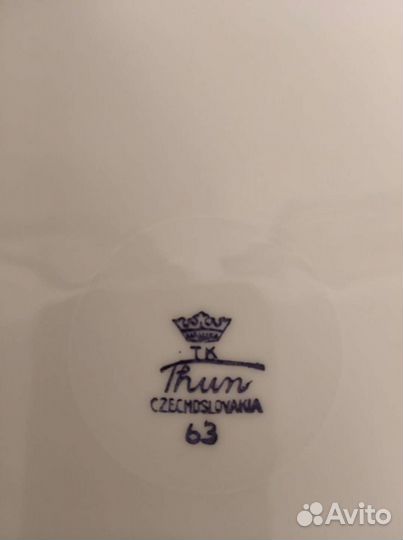 TK
Thun
CZECHOSLOVAKIA
63
Avito